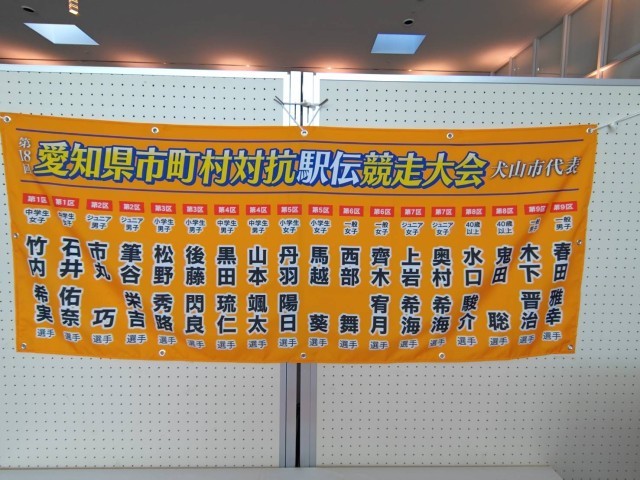 第18回 愛知県市町村対抗駅伝競走大会 犬山市代表
第1区 中学生女子 竹内 希実 選手
第1区 中学生女子 石井 佑奈 選手
第2区 ジュニア男子 市丸 巧 選手
第2区 ジュニア男子 筆谷 栄吉 選手
第3区 小学生男子 松野 秀路 選手
第3区 小学生男子 後藤 閃良 選手
第4区 中学生男子 黒田 琉仁 選手
第4区 中学生男子 山本 颯太 選手
第5区 小学生女子 丹羽 陽日 選手
第5区 小学生女子 馬越 葵 選手
第6区 一般女子 西部 舞 選手
第6区 一般女子 齊木 宥月 選手
第7区 ジュニア女子 上岩 希海 選手
第7区 ジュニア女子 奥村 希海 選手
第8区 40歳以上 水口 駿介 選手
第8区 40歳以上 鬼田 聡 選手
第9区 一般男子 木下 晋治 選手
第9区 一般男子 春田 雅幸 選手